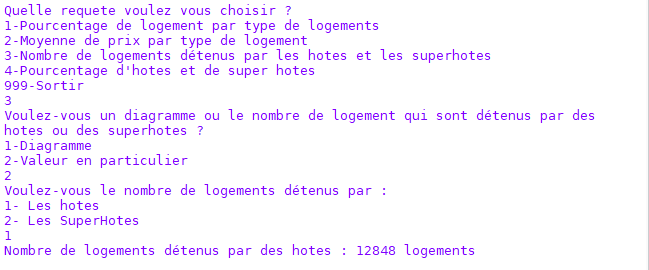 Quelle requete voulez vous choisir ?
1-Pourcentage de logement par type de logements
2-Moyenne de prix par type de logement
3-Nombre de logements détenus par les hotes et les superhotes
4-Pourcentage d'hotes et de super hotes
999-Sortir
3
Voulez-vous un diagramme ou le nombre de logement qui sont détenus par des
hotes ou des superhotes ?
1-Diagramme
2-Valeur en particulier
2
Voulez-vous le nombre de logements détenus par :
1- Les hotes
2- Les SuperHotes
1
Nombre de logements détenus par des hotes : 12848 logements